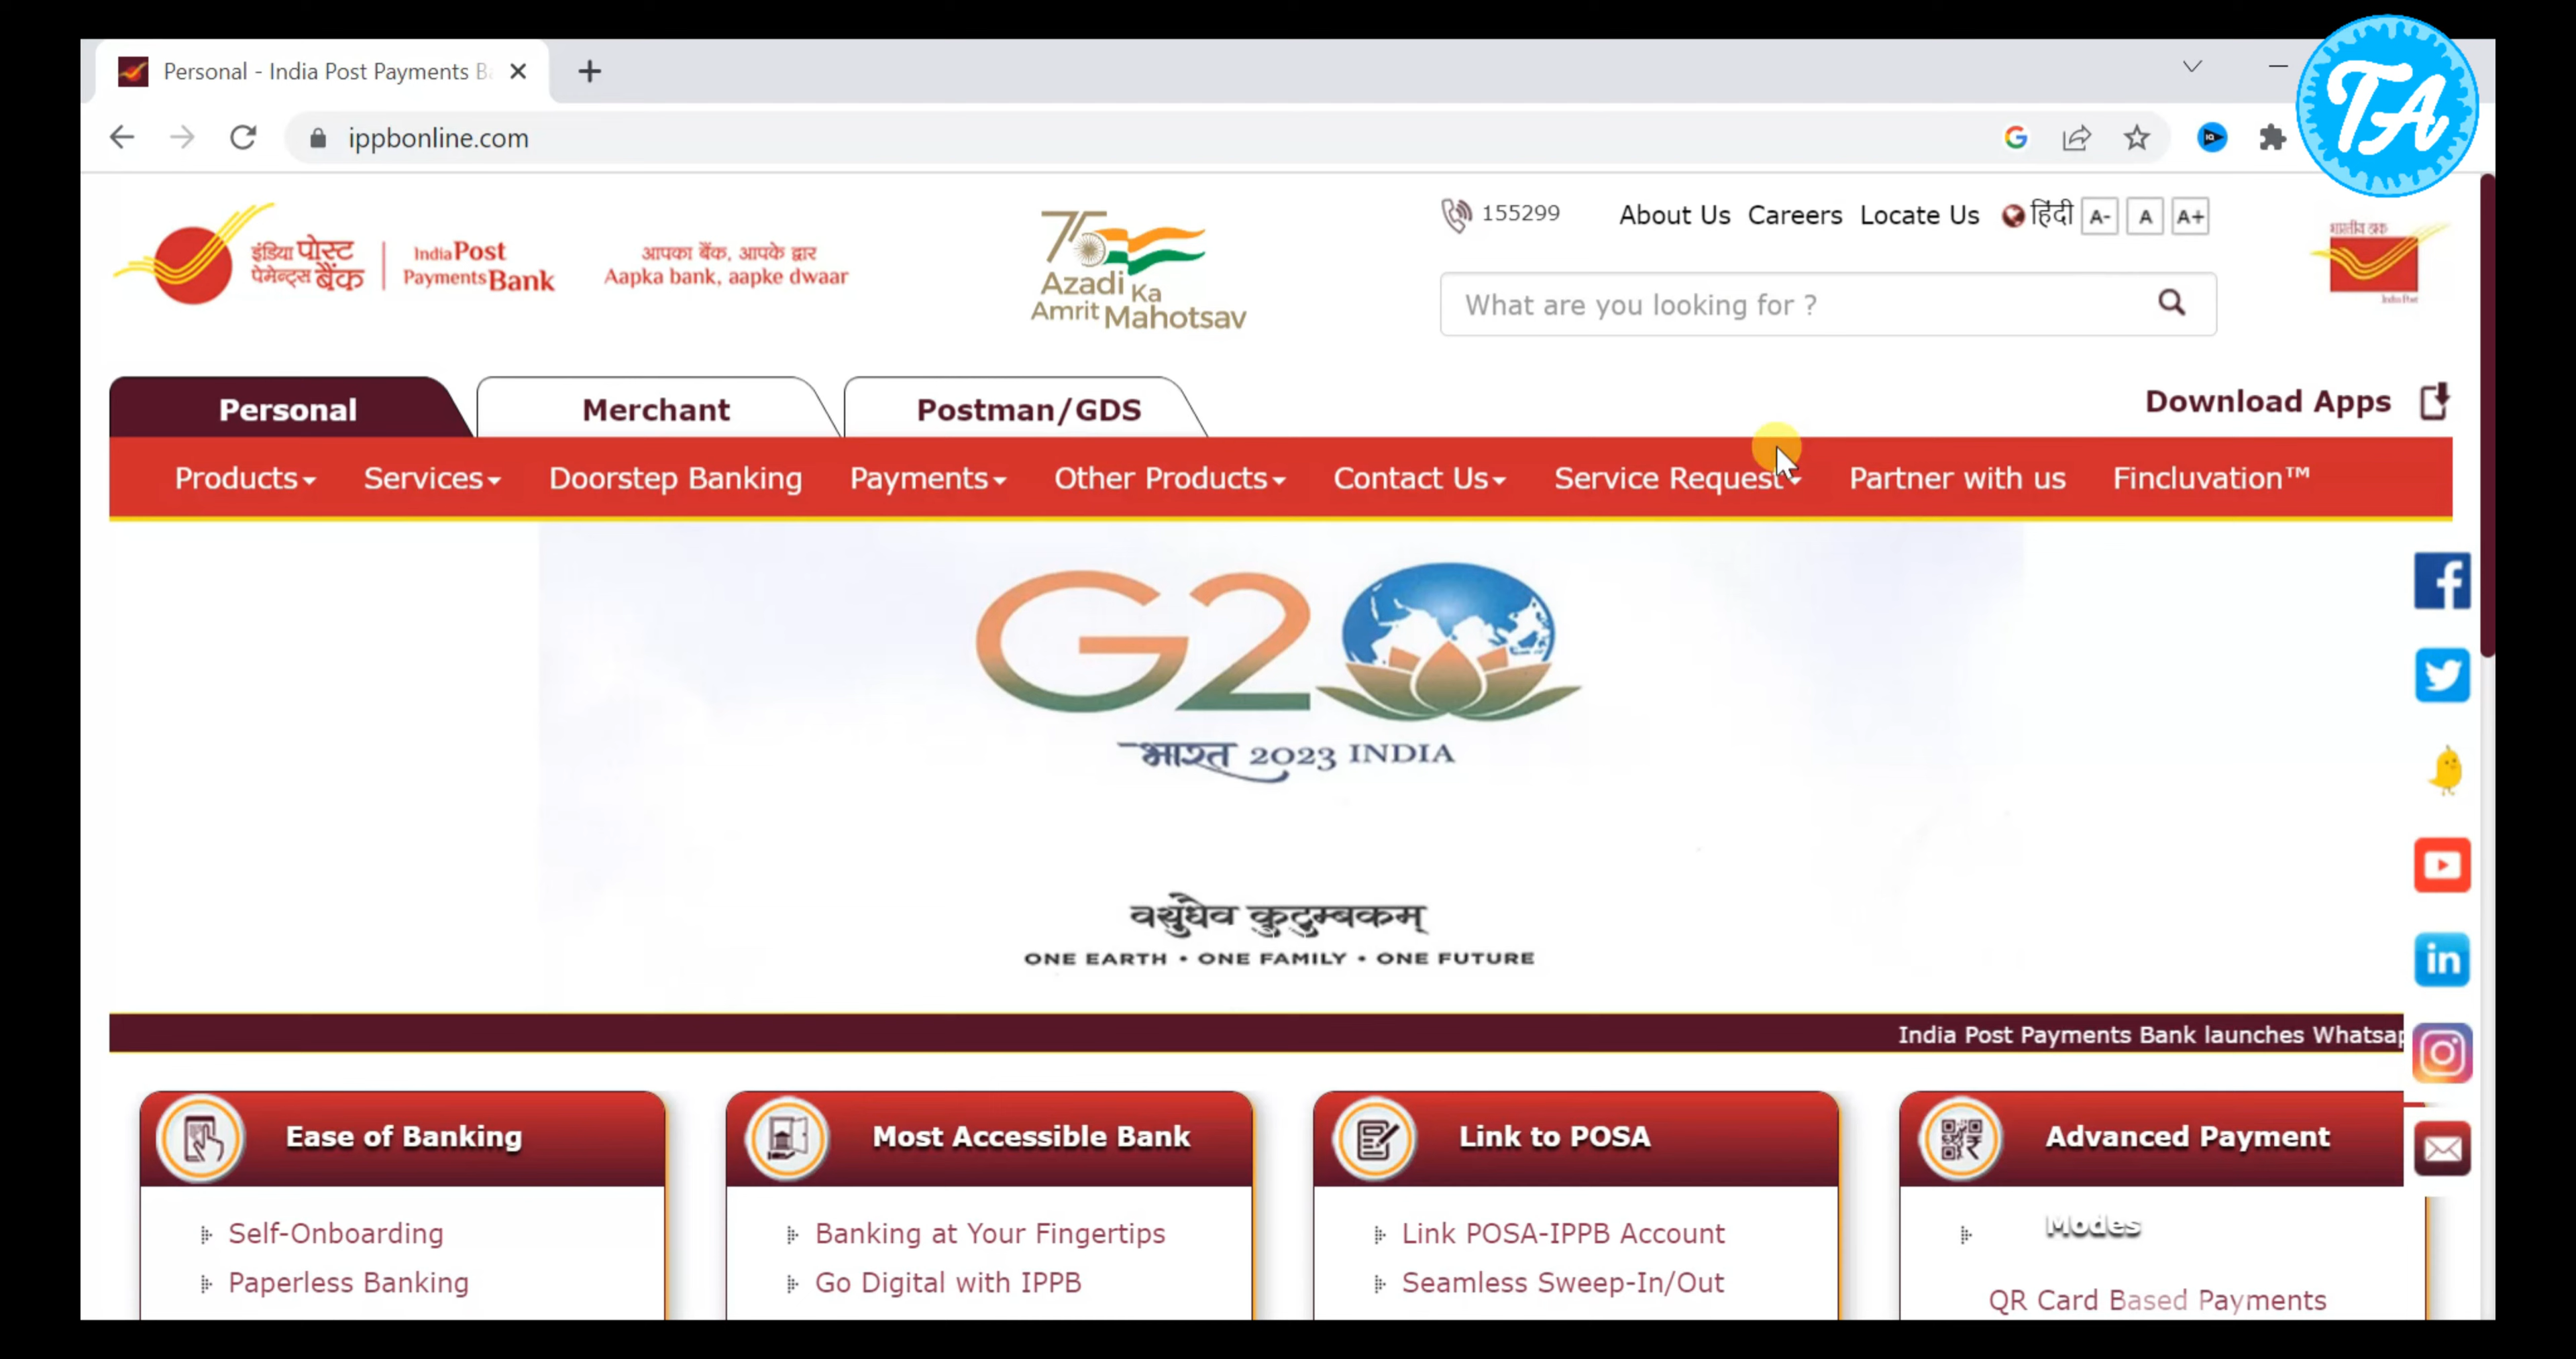 Personal - India Post Payments B
ippbonline.com
TA
इंडिया पोस्ट
पेमेन्ट्स बैंक
IndiaPost
PaymentsBank
आपका बैंक, आपके द्वार
Aapka bank, aapke dwaar
75
Azadi Ka
Amrit Mahotsav
155299
About Us Careers Locate Us हिंदी A- A A+
भारतीय डाक
India Post
What are you looking for ?
Personal Merchant Postman/GDS
Download Apps
Products Services Doorstep Banking Payments Other Products Contact Us Service Request Partner with us Fincluvation™
G20
भारत 2023 INDIA
वसुधैव कुटुम्बकम्
ONE EARTH • ONE FAMILY • ONE FUTURE
India Post Payments Bank launches Whatsap
Ease of Banking
Self-Onboarding
Paperless Banking
Most Accessible Bank
Banking at Your Fingertips
Go Digital with IPPB
Link to POSA
Link POSA-IPPB Account
Seamless Sweep-In/Out
Advanced Payment
Modes
QR Card Based Payments